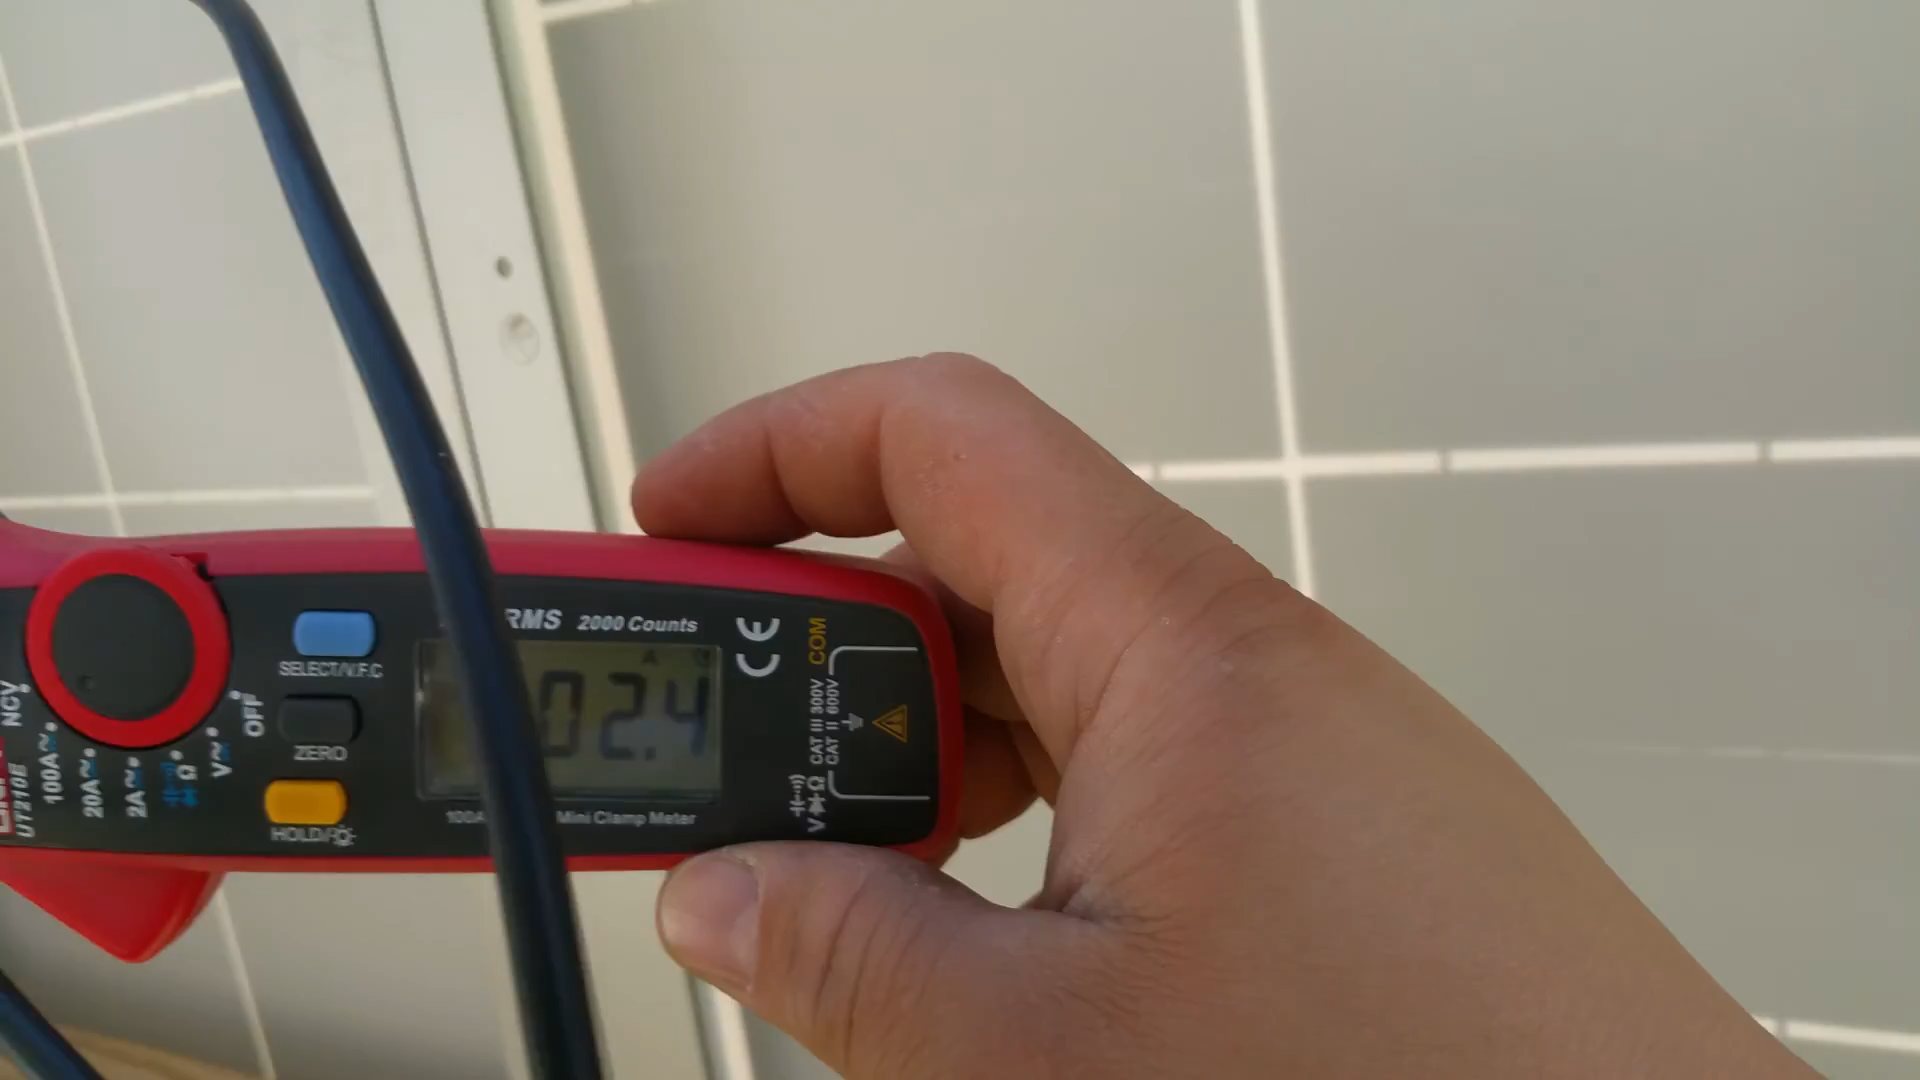 RMS 2000 Counts
COM
SELECT/V.F.C
A
02.4
CAT III 300V
CAT II 600V
NCV
OFF
ZERO
V~
Ω
2A~
20A~
100A~
UT210E
HOLD/
VΩ
100A
Mini Clamp Meter